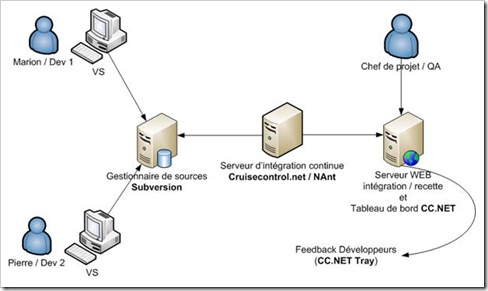 Marion / Dev 1
VS
Chef de projet / QA
Gestionnaire de sources
Subversion
Serveur d'intégration continue
Cruisecontrol.net / NAnt
Serveur WEB
intégration / recette
et
Tableau de bord CC.NET
Pierre / Dev 2
VS
Feedback Développeurs
(CC.NET Tray)